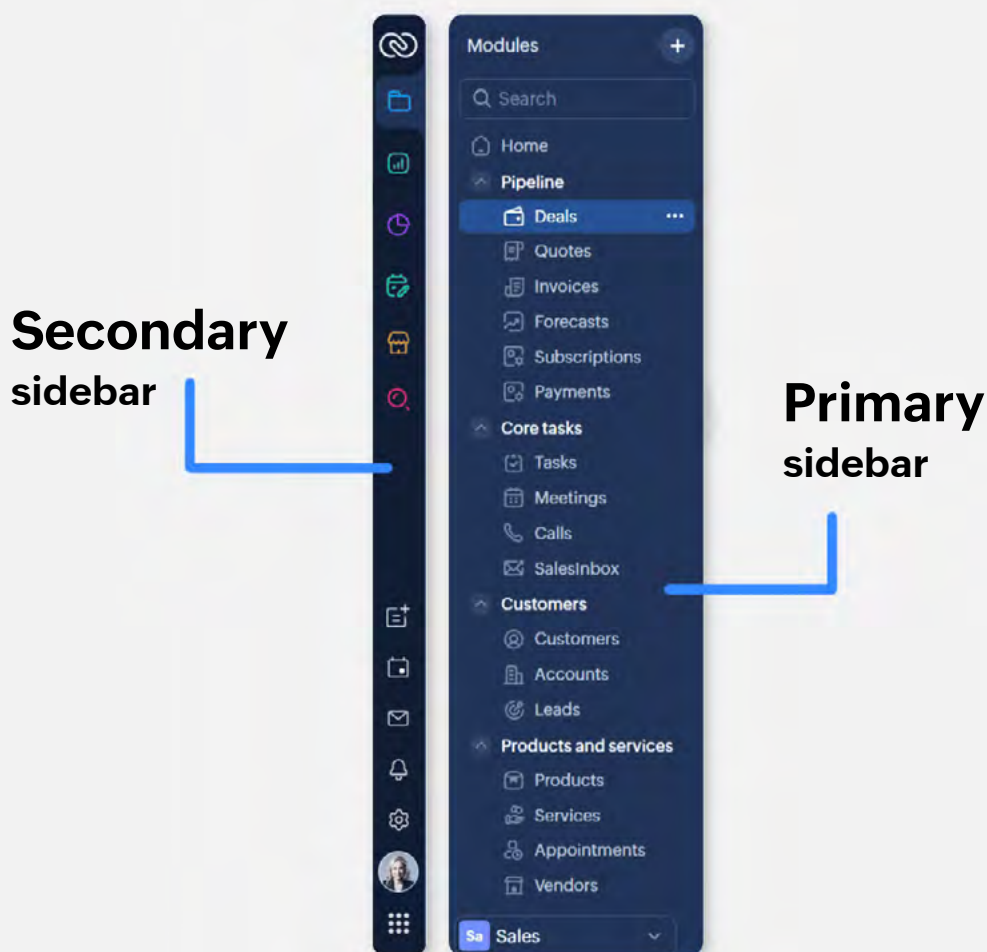 Secondary
sidebar
Modules
Search
Home
Pipeline
Deals
Quotes
Invoices
Forecasts
Subscriptions
Payments
Core tasks
Tasks
Meetings
Calls
SalesInbox
Customers
Customers
Accounts
Leads
Products and services
Products
Services
Appointments
Vendors
Sa Sales
Primary
sidebar